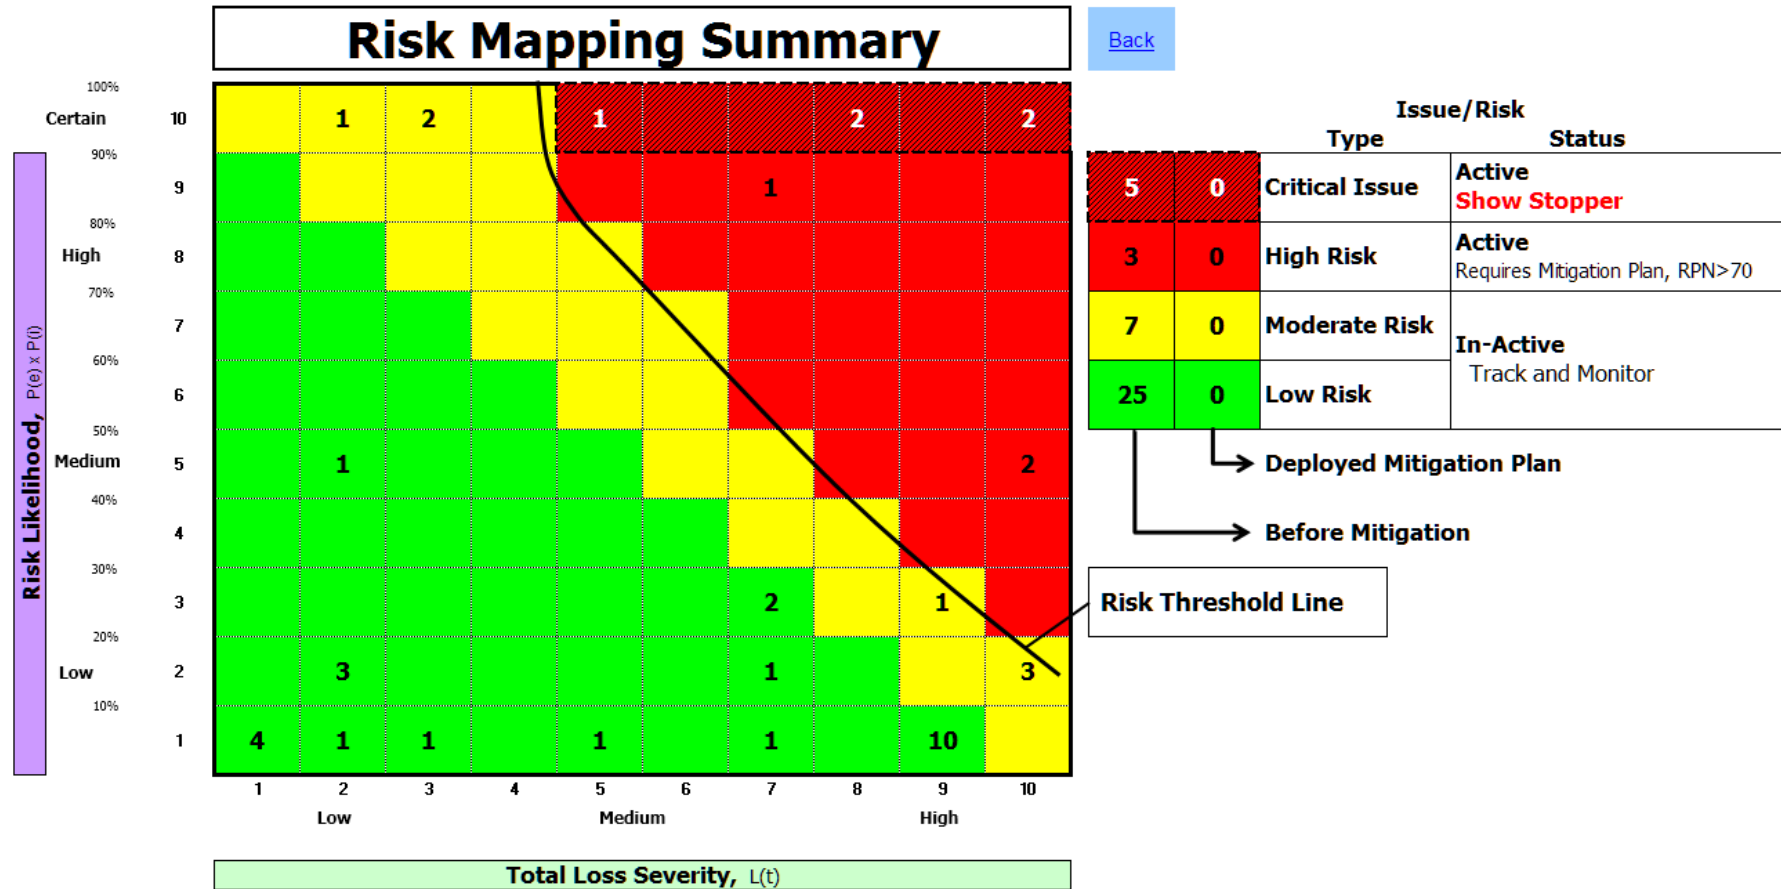 Risk Mapping Summary
Back
100%
Certain 10 1 2 1 2 2
Issue/Risk
Type Status
90%
9 1
5 0 Critical Issue Active
Show Stopper
80%
High 8
3 0 High Risk Active
Requires Mitigation Plan, RPN>70
70%
7
7 0 Moderate Risk
In-Active
Track and Monitor
60%
6
25 0 Low Risk
50%
Medium 5 1 2
Deployed Mitigation Plan
40%
4
Before Mitigation
30%
3 2 1
Risk Threshold Line
20%
Low 2 3 1 3
10%
1 4 1 1 1 1 10
Risk Likelihood, P(e) x P(i)
1 2 3 4 5 6 7 8 9 10
Low Medium High
Total Loss Severity, L(t)